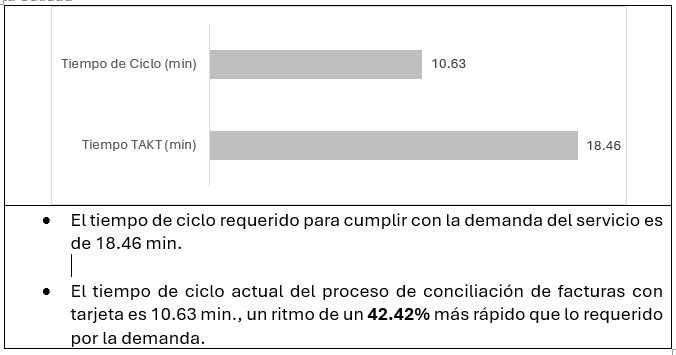 Tiempo de Ciclo (min)
10.63
Tiempo TAKT (min)
18.46
• El tiempo de ciclo requerido para cumplir con la demanda del servicio es
de 18.46 min.
• El tiempo de ciclo actual del proceso de conciliación de facturas con
tarjeta es 10.63 min., un ritmo de un 42.42% más rápido que lo requerido
por la demanda.